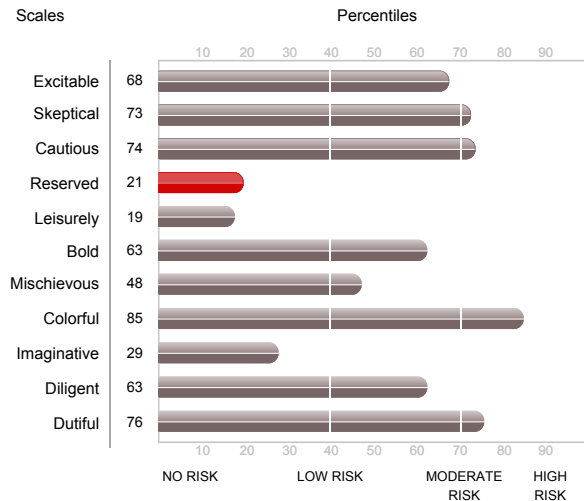 Scales Percentiles
10 20 30 40 50 60 70 80 90
Excitable 68
Skeptical 73
Cautious 74
Reserved 21
Leisurely 19
Bold 63
Mischievous 48
Colorful 85
Imaginative 29
Diligent 63
Dutiful 76
10 20 30 40 50 60 70 80 90
NO RISK LOW RISK MODERATE HIGH
RISK RISK